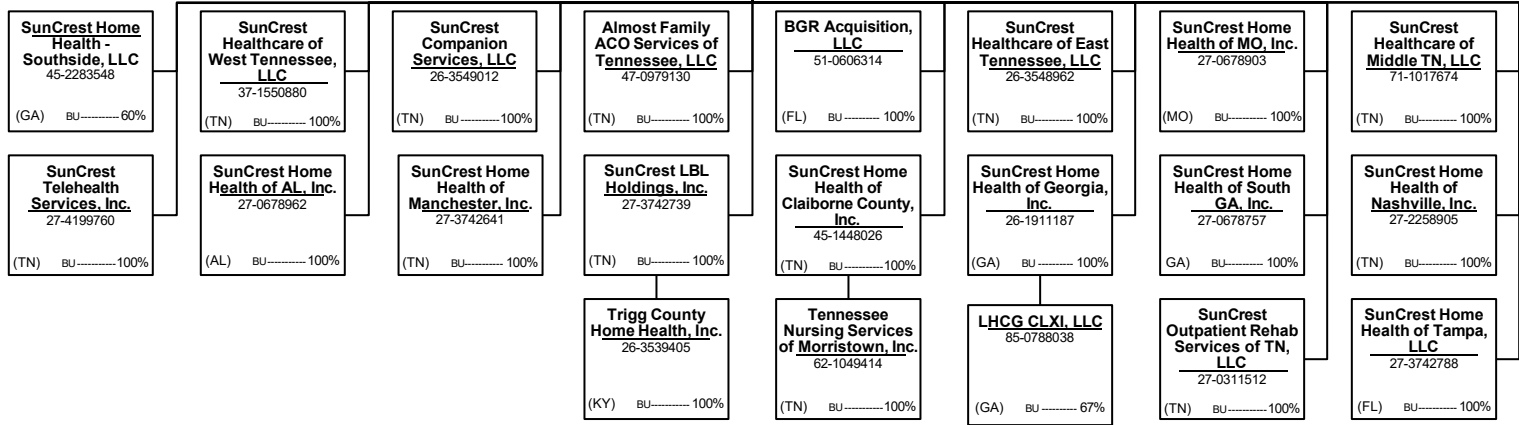 SunCrest Home
Health -
Southside, LLC
45-2283548
(GA) BU----------- 60%
SunCrest
Healthcare of
West Tennessee,
LLC
37-1550880
(TN) BU----------- 100%
SunCrest
Companion
Services, LLC
26-3549012
(TN) BU -----------100%
Almost Family
ACO Services of
Tennessee, LLC
47-0979130
(TN) BU----------- 100%
BGR Acquisition,
LLC
51-0606314
(FL) BU ---------- 100%
SunCrest
Healthcare of East
Tennessee, LLC
26-3548962
(TN) BU----------- 100%
SunCrest Home
Health of MO, Inc.
27-0678903
(MO) BU----------- 100%
SunCrest
Healthcare of
Middle TN, LLC
71-1017674
(TN) BU----------- 100%
SunCrest
Telehealth
Services, Inc.
27-4199760
(TN) BU-----------100%
SunCrest Home
Health of AL, Inc.
27-0678962
(AL) BU-----------100%
SunCrest Home
Health of
Manchester, Inc.
27-3742641
(TN) BU----------- 100%
SunCrest LBL
Holdings, Inc.
27-3742739
(TN) BU----------- 100%
SunCrest Home
Health of
Claiborne County,
Inc.
45-1448026
(TN) BU----------- 100%
SunCrest Home
Health of Georgia,
Inc.
26-1911187
(GA) BU ---------- 100%
SunCrest Home
Health of South
GA, Inc.
27-0678757
GA) BU----------- 100%
SunCrest Home
Health of
Nashville, Inc.
27-2258905
(TN) BU----------- 100%
Trigg County
Home Health, Inc.
26-3539405
(KY) BU----------- 100%
Tennessee
Nursing Services
of Morristown, Inc.
62-1049414
(TN) BU----------- 100%
LHCG CLXI, LLC
85-0788038
(GA) BU ---------- 67%
SunCrest
Outpatient Rehab
Services of TN,
LLC
27-0311512
(TN) BU-----------100%
SunCrest Home
Health of Tampa,
LLC
27-3742788
(FL) BU----------- 100%